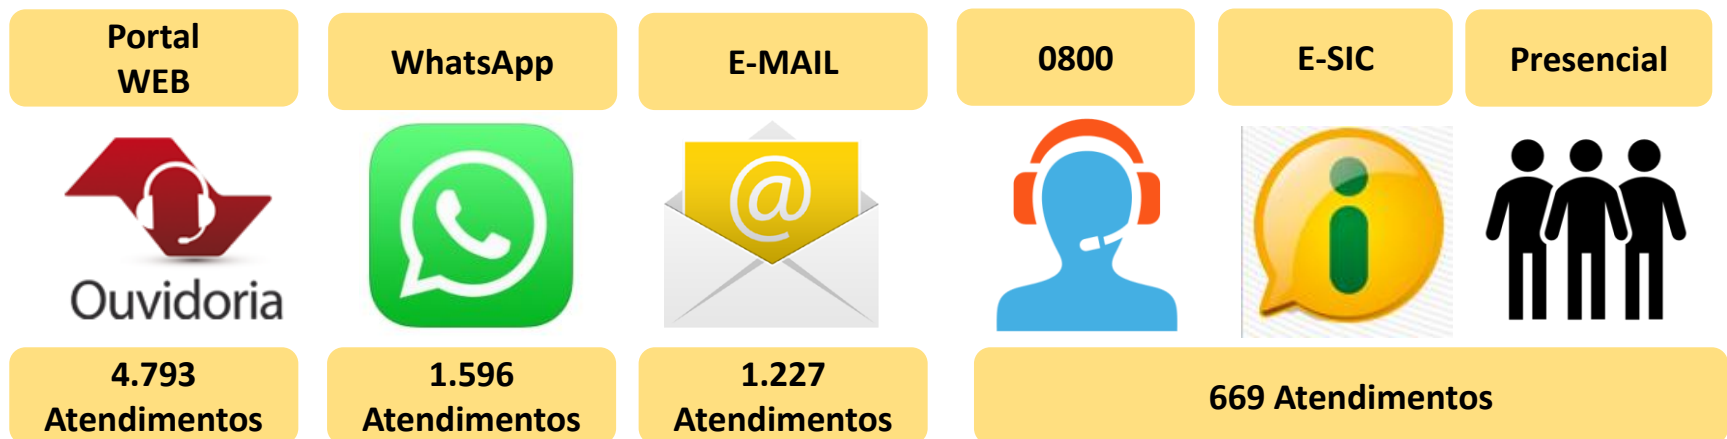 Portal
WEB
WhatsApp
E-MAIL
0800
E-SIC
Presencial
@
i
Ouvidoria
4.793
Atendimentos
1.596
Atendimentos
1.227
Atendimentos
669 Atendimentos